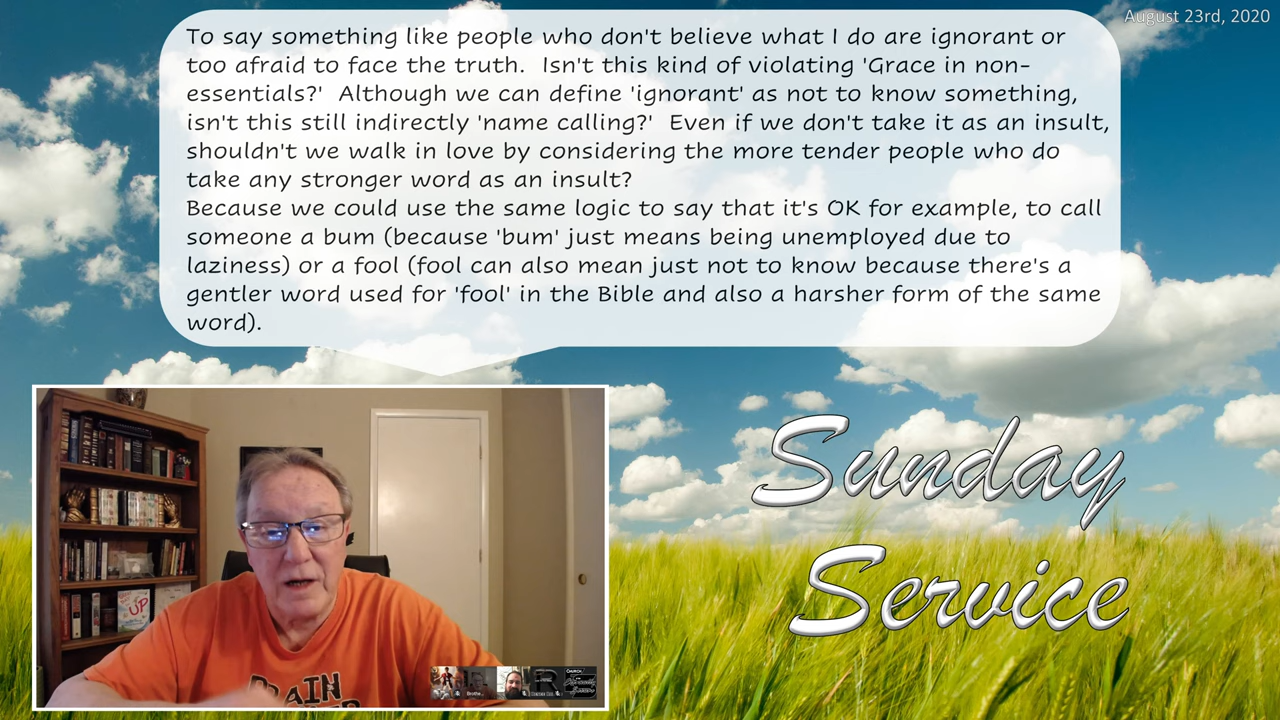 August 23rd, 2020
To say something like people who don't believe what I do are ignorant or
too afraid to face the truth.  Isn't this kind of violating 'Grace in non-
essentials?'  Although we can define 'ignorant' as not to know something,
isn't this still indirectly 'name calling?'  Even if we don't take it as an insult,
shouldn't we walk in love by considering the more tender people who do
take any stronger word as an insult?
Because we could use the same logic to say that it's OK for example, to call
someone a bum (because 'bum' just means being unemployed due to
laziness) or a fool (fool can also mean just not to know because there's a
gentler word used for 'fool' in the Bible and also a harsher form of the same
word).
Sunday
Service
UP
Brothe...
CHURCH